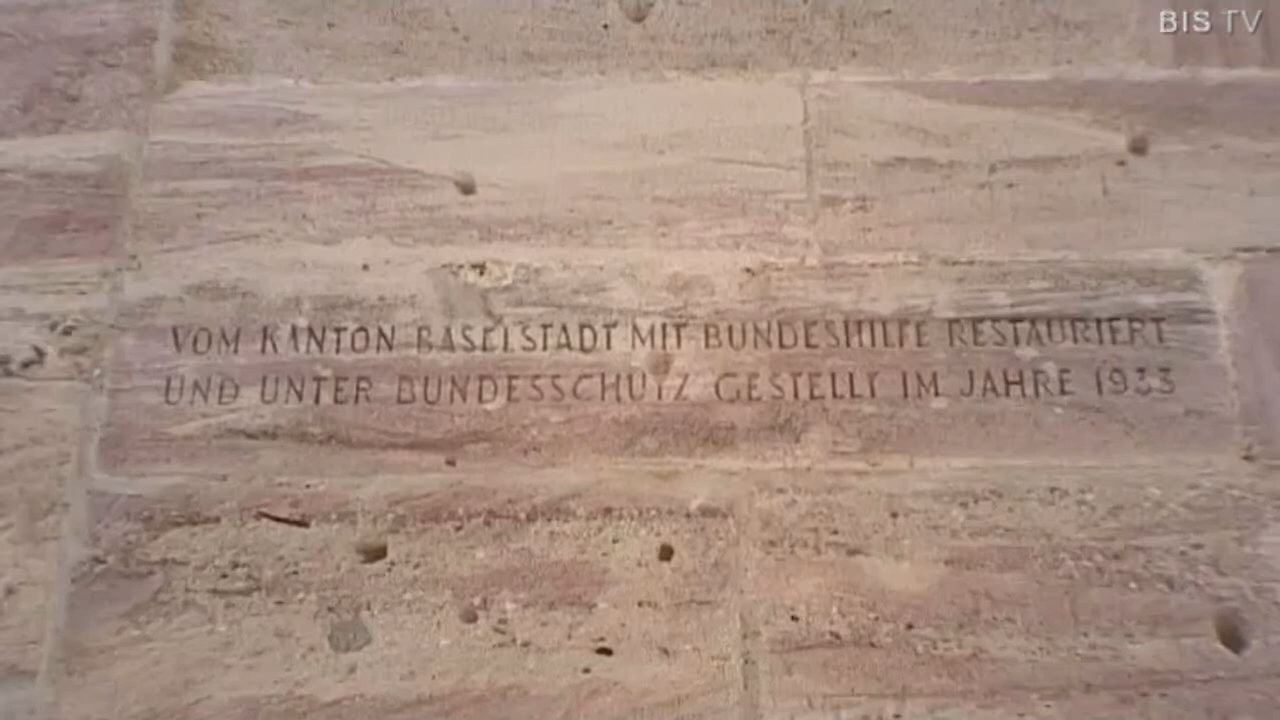 BIS TV
VOM KANTON BASELSTADT MIT BUNDESHILFE RESTAURIERT
UND UNTER BUNDESSCHUTZ GESTELLT IM JAHRE 1933